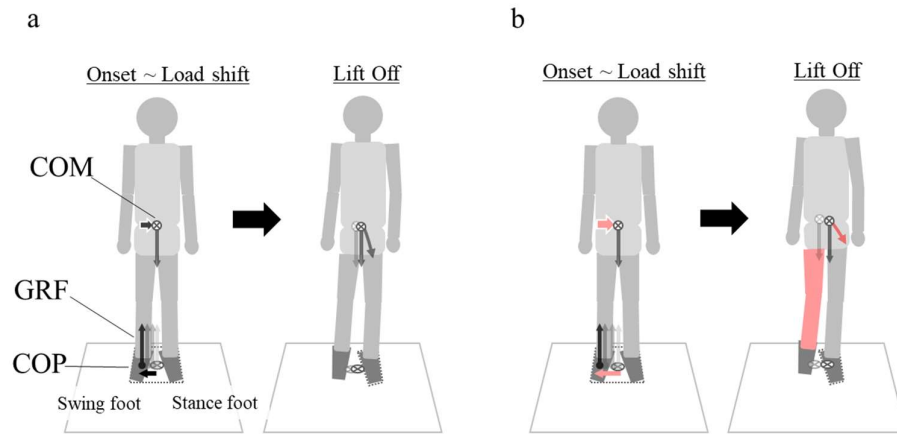 a
Onset ~ Load shift
Lift Off
COM
GRF
COP
Swing foot
Stance foot
b
Onset ~ Load shift
Lift Off